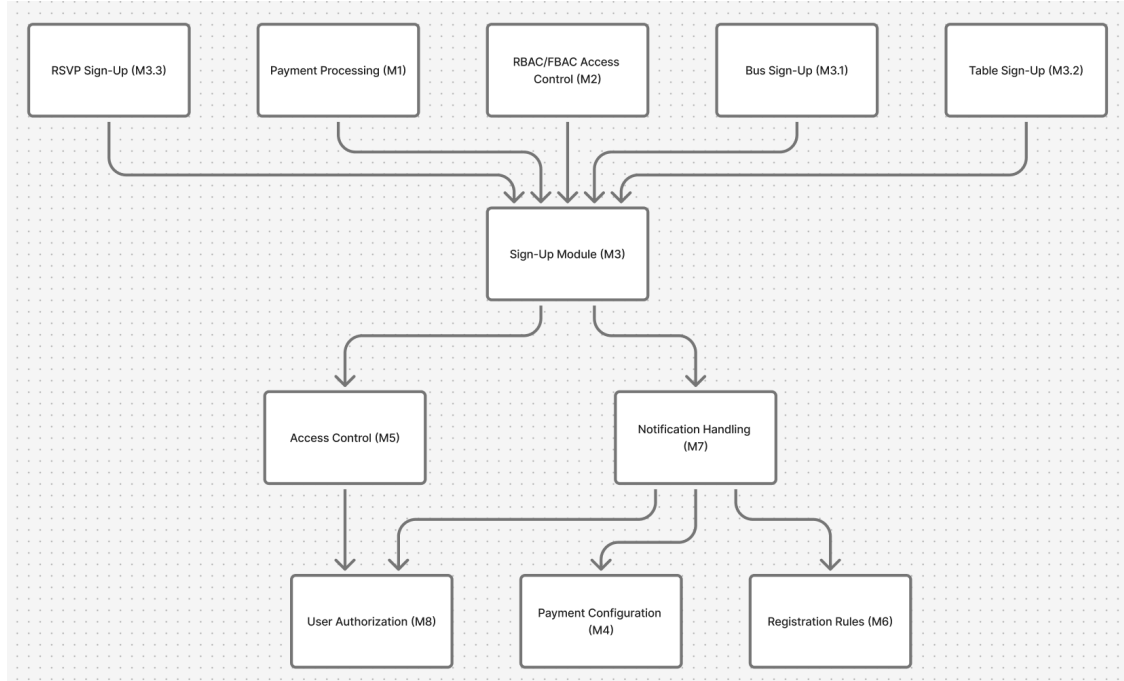 RSVP Sign-Up (M3.3)
Payment Processing (M1)
RBAC/FBAC Access
Control (M2)
Bus Sign-Up (M3.1)
Table Sign-Up (M3.2)
Sign-Up Module (M3)
Access Control (M5)
Notification Handling
(M7)
User Authorization (M8)
Payment Configuration
(M4)
Registration Rules (M6)